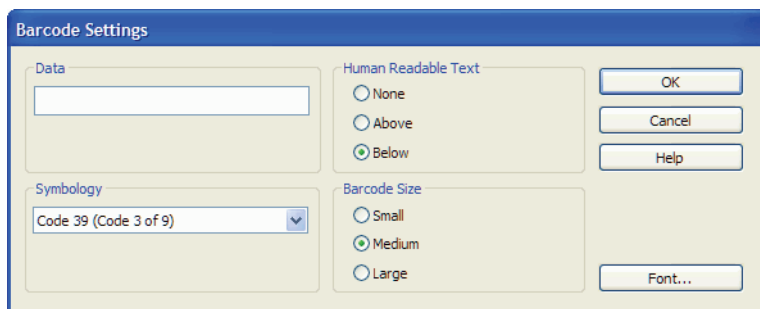 Barcode Settings
Data
Human Readable Text
None
Above
Below
OK
Cancel
Help
Symbology
Code 39 (Code 3 of 9)
Barcode Size
Small
Medium
Large
Font...